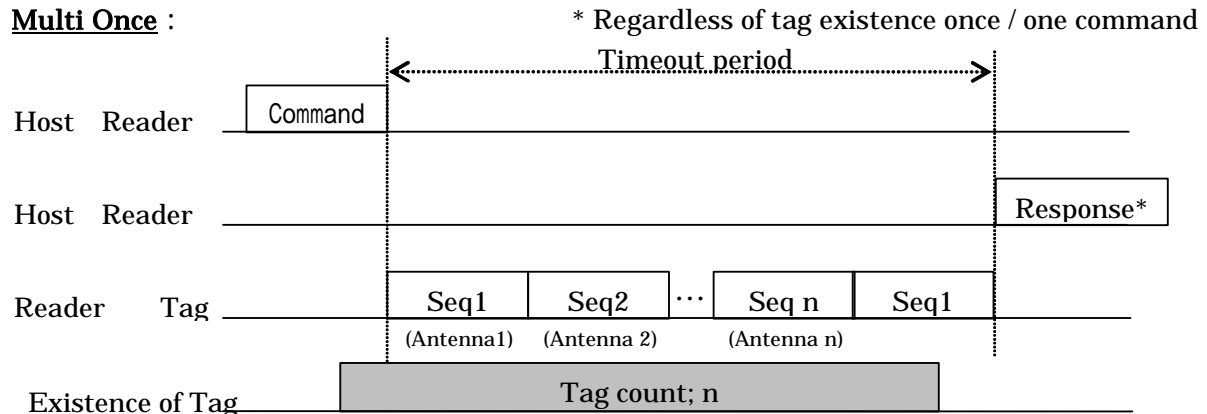 Multi Once : * Regardless of tag existence once / one command
Timeout period
Command
Host Reader
Host Reader
Response*
Reader Tag
Seq1 Seq2 … Seq n Seq1
(Antenna1) (Antenna 2) (Antenna n)
Existence of Tag
Tag count; n